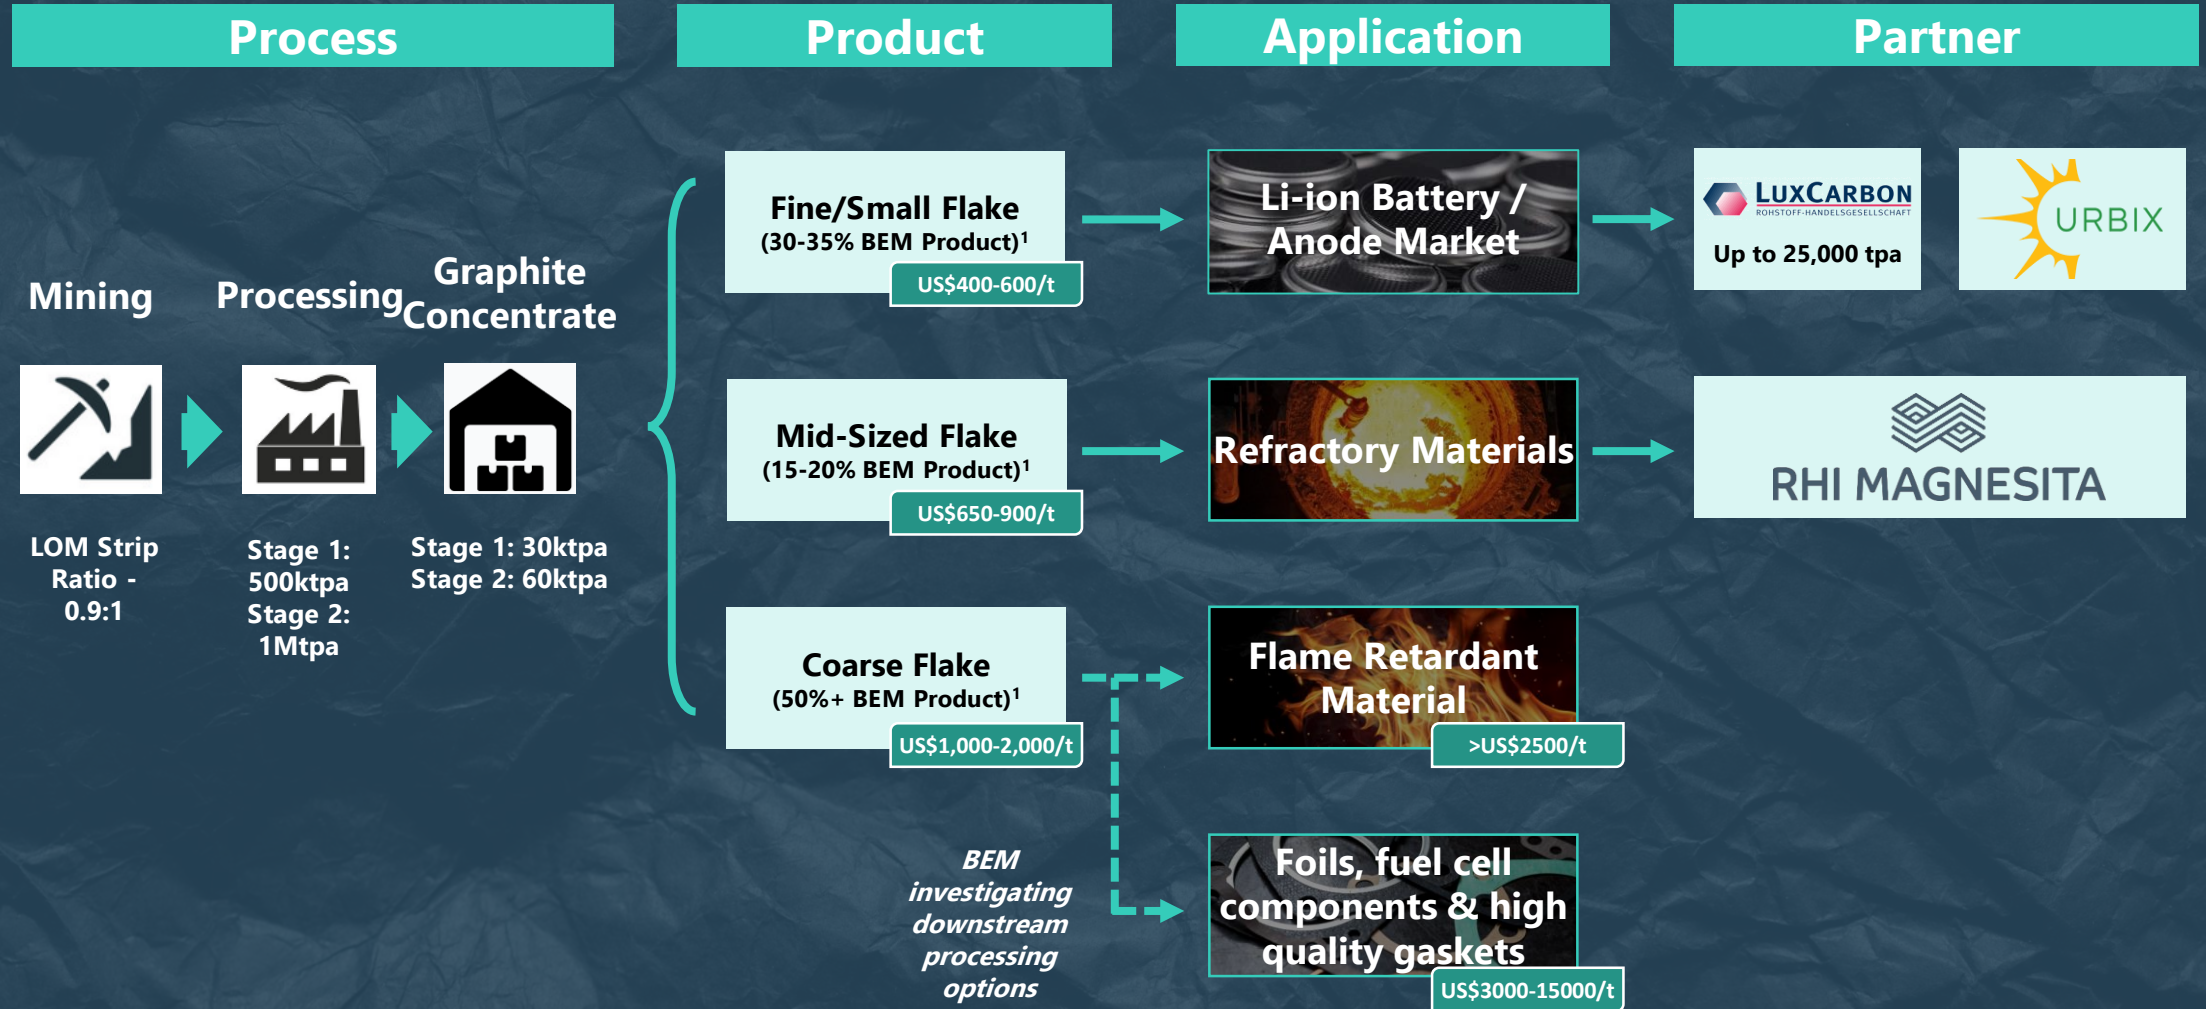 Process
Product
Application
Partner
Mining
Processing
Graphite
Concentrate
LOM Strip
Ratio -
0.9:1
Stage 1:
500ktpa
Stage 2:
1Mtpa
Stage 1: 30ktpa
Stage 2: 60ktpa
Fine/Small Flake
(30-35% BEM Product)¹
US$400-600/t
Li-ion Battery /
Anode Market
LUXCARBON
ROHSTOFF-HANDELSGESELLSCHAFT
Up to 25,000 tpa
URBIX
Mid-Sized Flake
(15-20% BEM Product)¹
US$650-900/t
Refractory Materials
RHI MAGNESITA
Coarse Flake
(50%+ BEM Product)¹
US$1,000-2,000/t
Flame Retardant
Material
>US$2500/t
BEM
investigating
downstream
processing
options
Foils, fuel cell
components & high
quality gaskets
US$3000-15000/t